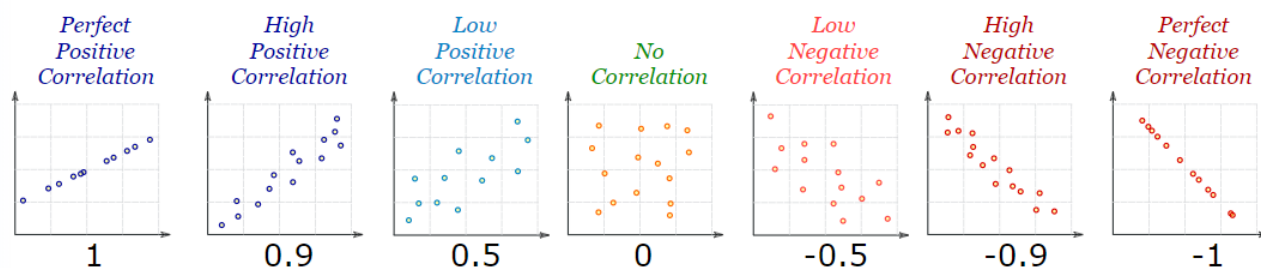 Perfect
Positive
Correlation
High
Positive
Correlation
Low
Positive
Correlation
No
Correlation
Low
Negative
Correlation
High
Negative
Correlation
Perfect
Negative
Correlation
1
0.9
0.5
0
-0.5
-0.9
-1